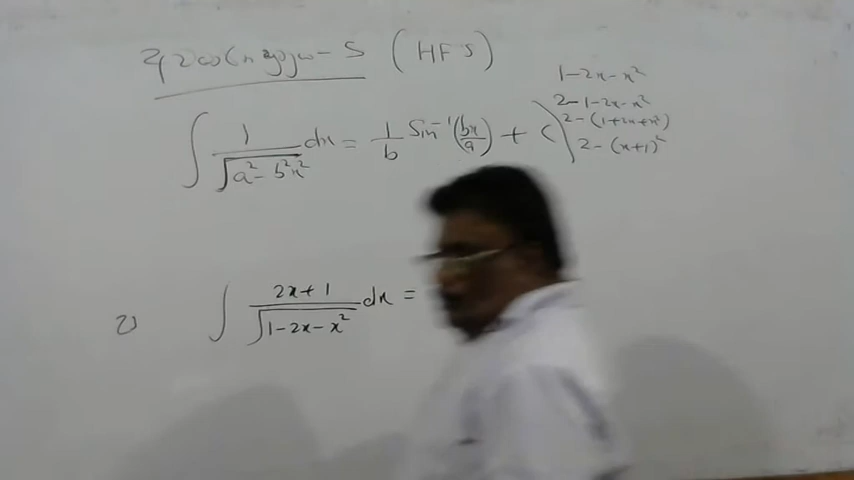 (HFS)
∫ 1/√(a² - b²x²) dx = 1/b Sin⁻¹(bx/a) + C
1-2x-x²
2-1-2x-x²
2-(1+2x+x²)
2-(x+1)²
∫ (2x+1)/√(1-2x-x²) dx =